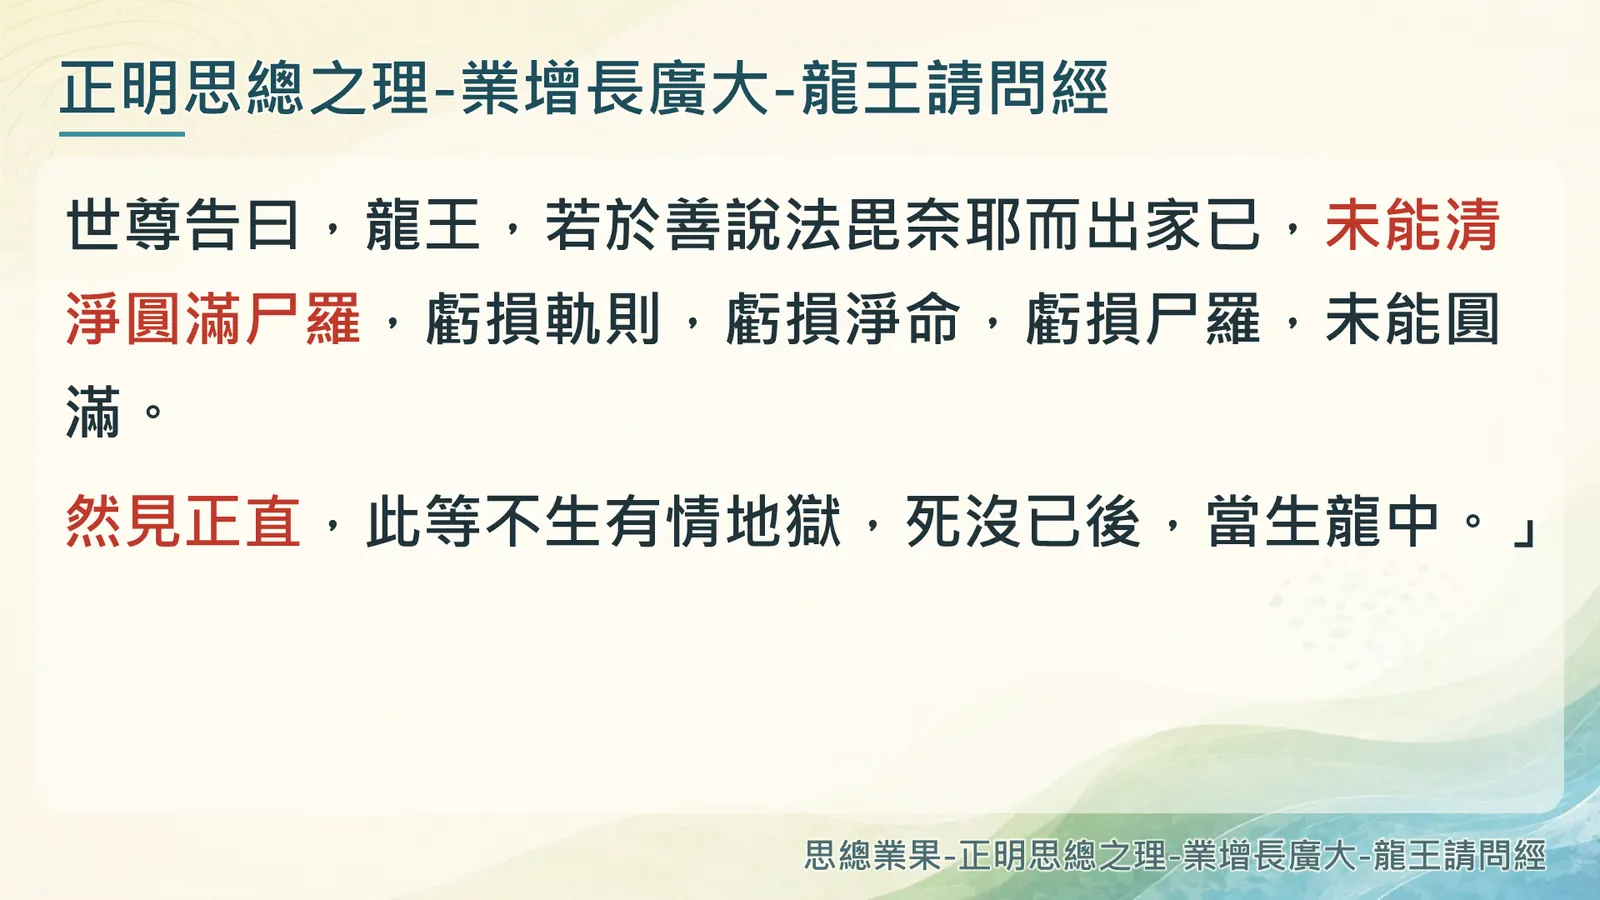 正明思總之理-業增長廣大-龍王請問經
世尊告曰，龍王，若於善說法毘奈耶而出家已，未能清
淨圓滿尸羅，虧損軌則，虧損淨命，虧損尸羅，未能圓
滿。
然見正直，此等不生有情地獄，死沒已後，當生龍中。」
思總業果-正明思總之理-業增長廣大-龍王請問經